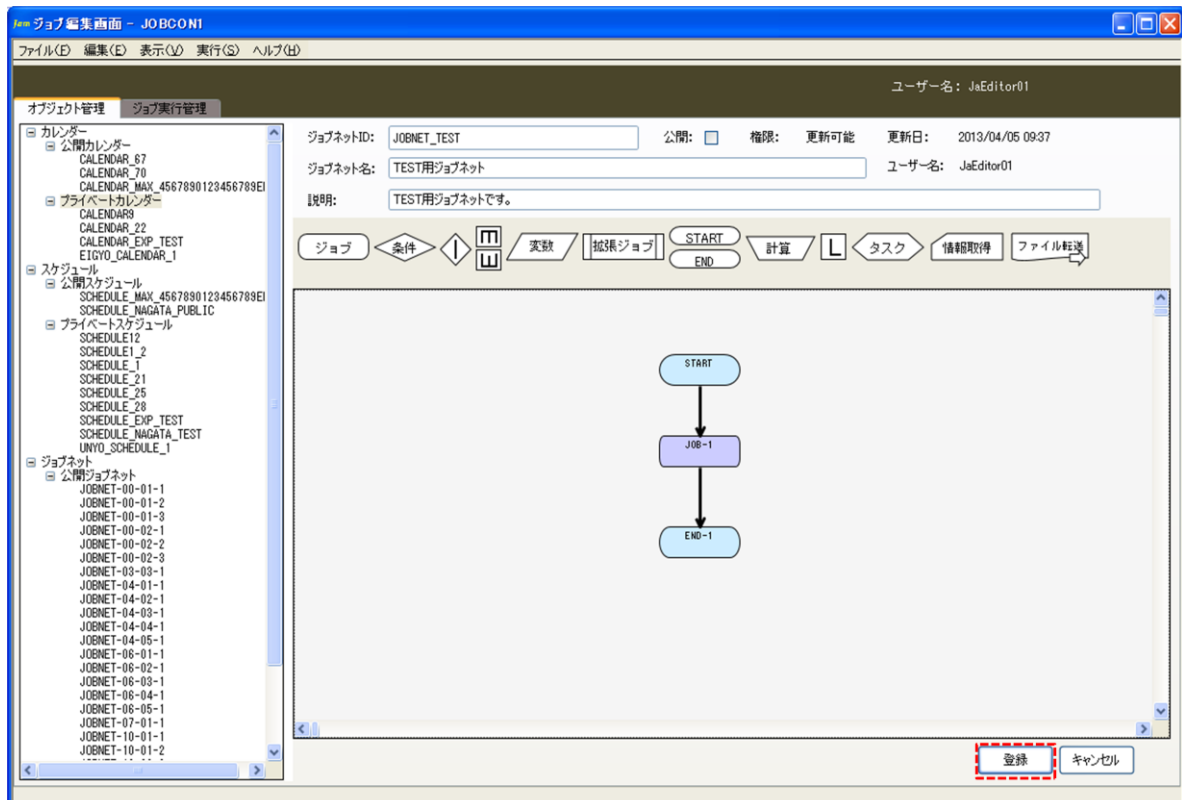 Jam ジョブ編集画面 - JOBCON1
ファイル(F) 編集(E) 表示(V) 実行(S) ヘルプ(H)
ユーザー名: JaEditor01
オブジェクト管理 ジョブ実行管理
カレンダー
公開カレンダー
CALENDAR_67
CALENDAR_70
CALENDAR_MAX_4567890123456789EI
プライベートカレンダー
CALENDAR9
CALENDAR_22
CALENDAR_EXP_TEST
EIGYO_CALENDAR_1
スケジュール
公開スケジュール
SCHEDULE_MAX_4567890123456789EI
SCHEDULE_NAGATA_PUBLIC
プライベートスケジュール
SCHEDULE12
SCHEDULE1_2
SCHEDULE_1
SCHEDULE_21
SCHEDULE_25
SCHEDULE_28
SCHEDULE_EXP_TEST
SCHEDULE_NAGATA_TEST
UNYO_SCHEDULE_1
ジョブネット
公開ジョブネット
JOBNET-00-01-1
JOBNET-00-01-2
JOBNET-00-01-3
JOBNET-00-02-1
JOBNET-00-02-2
JOBNET-00-02-3
JOBNET-03-03-1
JOBNET-04-01-1
JOBNET-04-02-1
JOBNET-04-03-1
JOBNET-04-04-1
JOBNET-04-05-1
JOBNET-06-01-1
JOBNET-06-02-1
JOBNET-06-03-1
JOBNET-06-04-1
JOBNET-06-05-1
JOBNET-07-01-1
JOBNET-10-01-1
JOBNET-10-01-2
ジョブネットID: JOBNET_TEST 公開: 権限: 更新可能 更新日: 2013/04/05 09:37
ジョブネット名: TEST用ジョブネット ユーザー名: JaEditor01
説明: TEST用ジョブネットです。
ジョブ 条件 変数 拡張ジョブ START END 計算 L タスク 情報取得 ファイル転送
START
JOB-1
END-1
登録 キャンセル